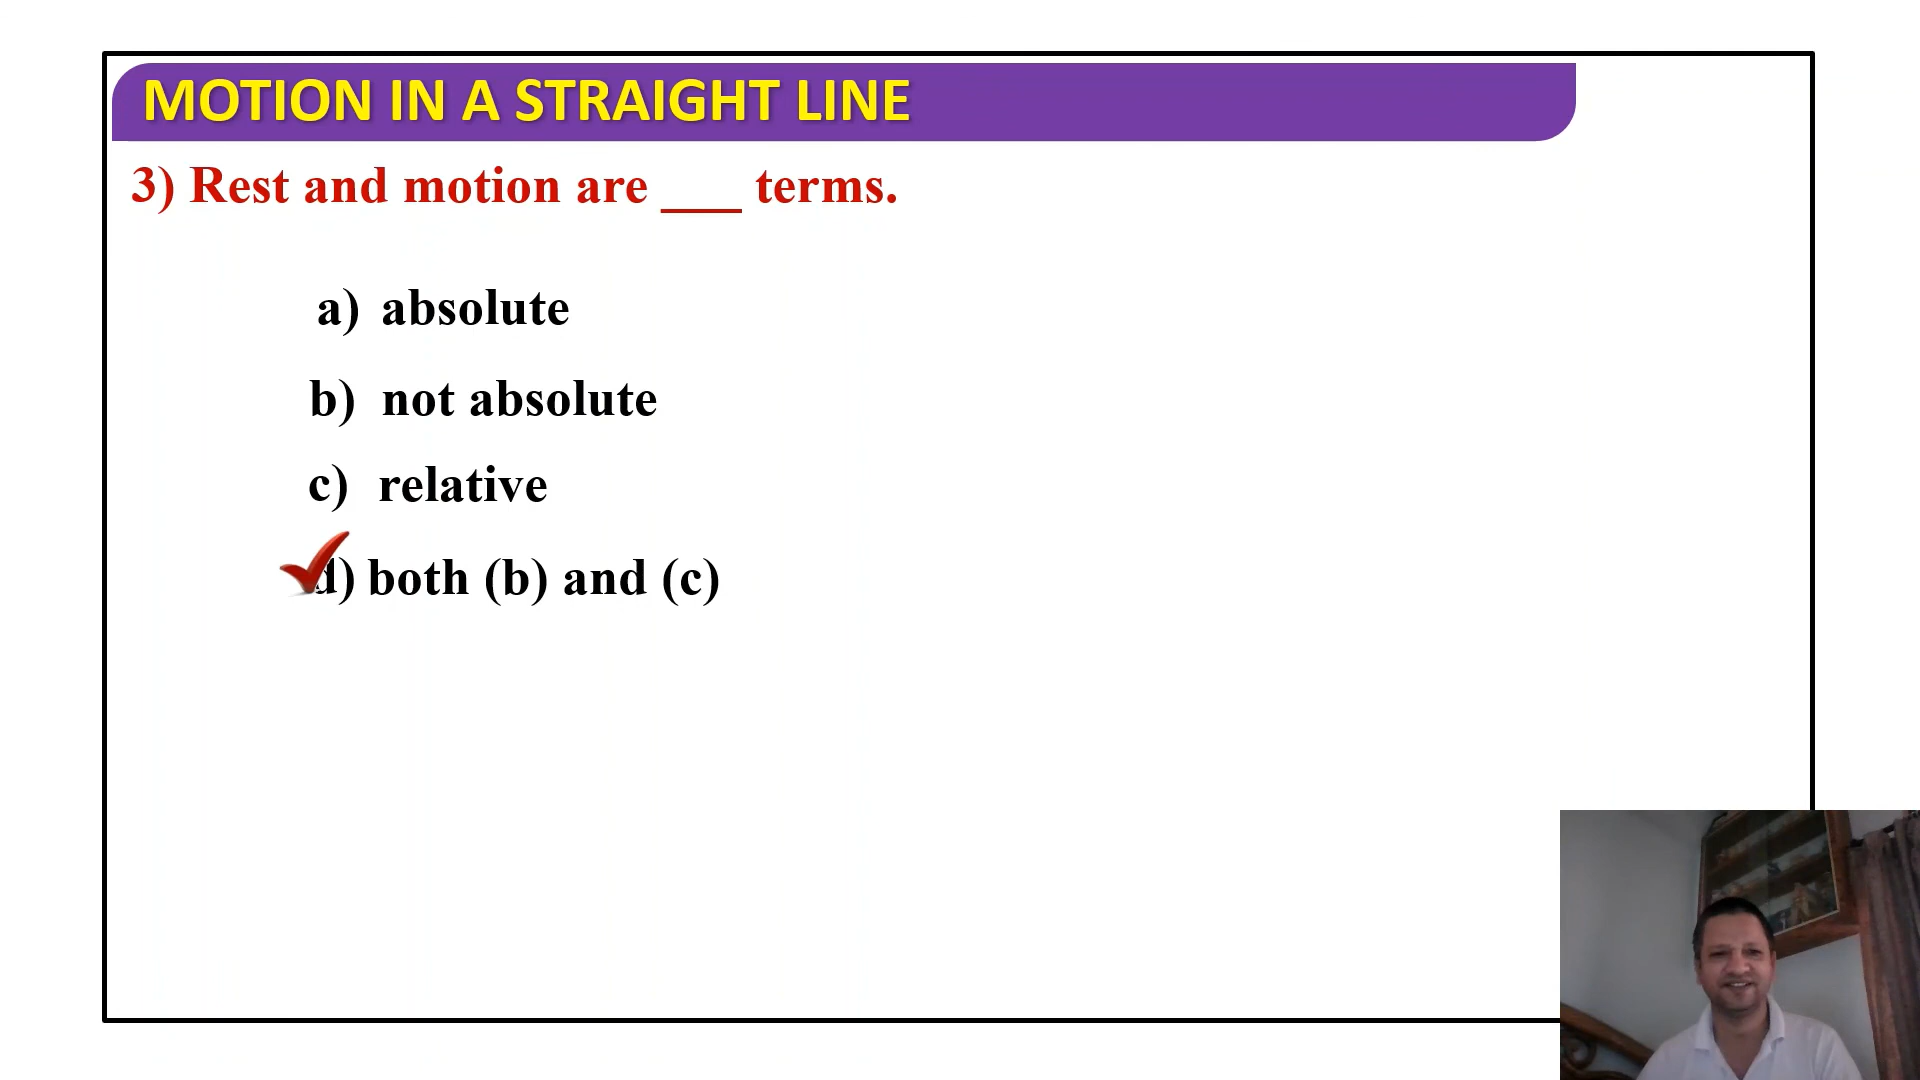 MOTION IN A STRAIGHT LINE
3) Rest and motion are ___ terms.
a) absolute
b) not absolute
c) relative
d) both (b) and (c)